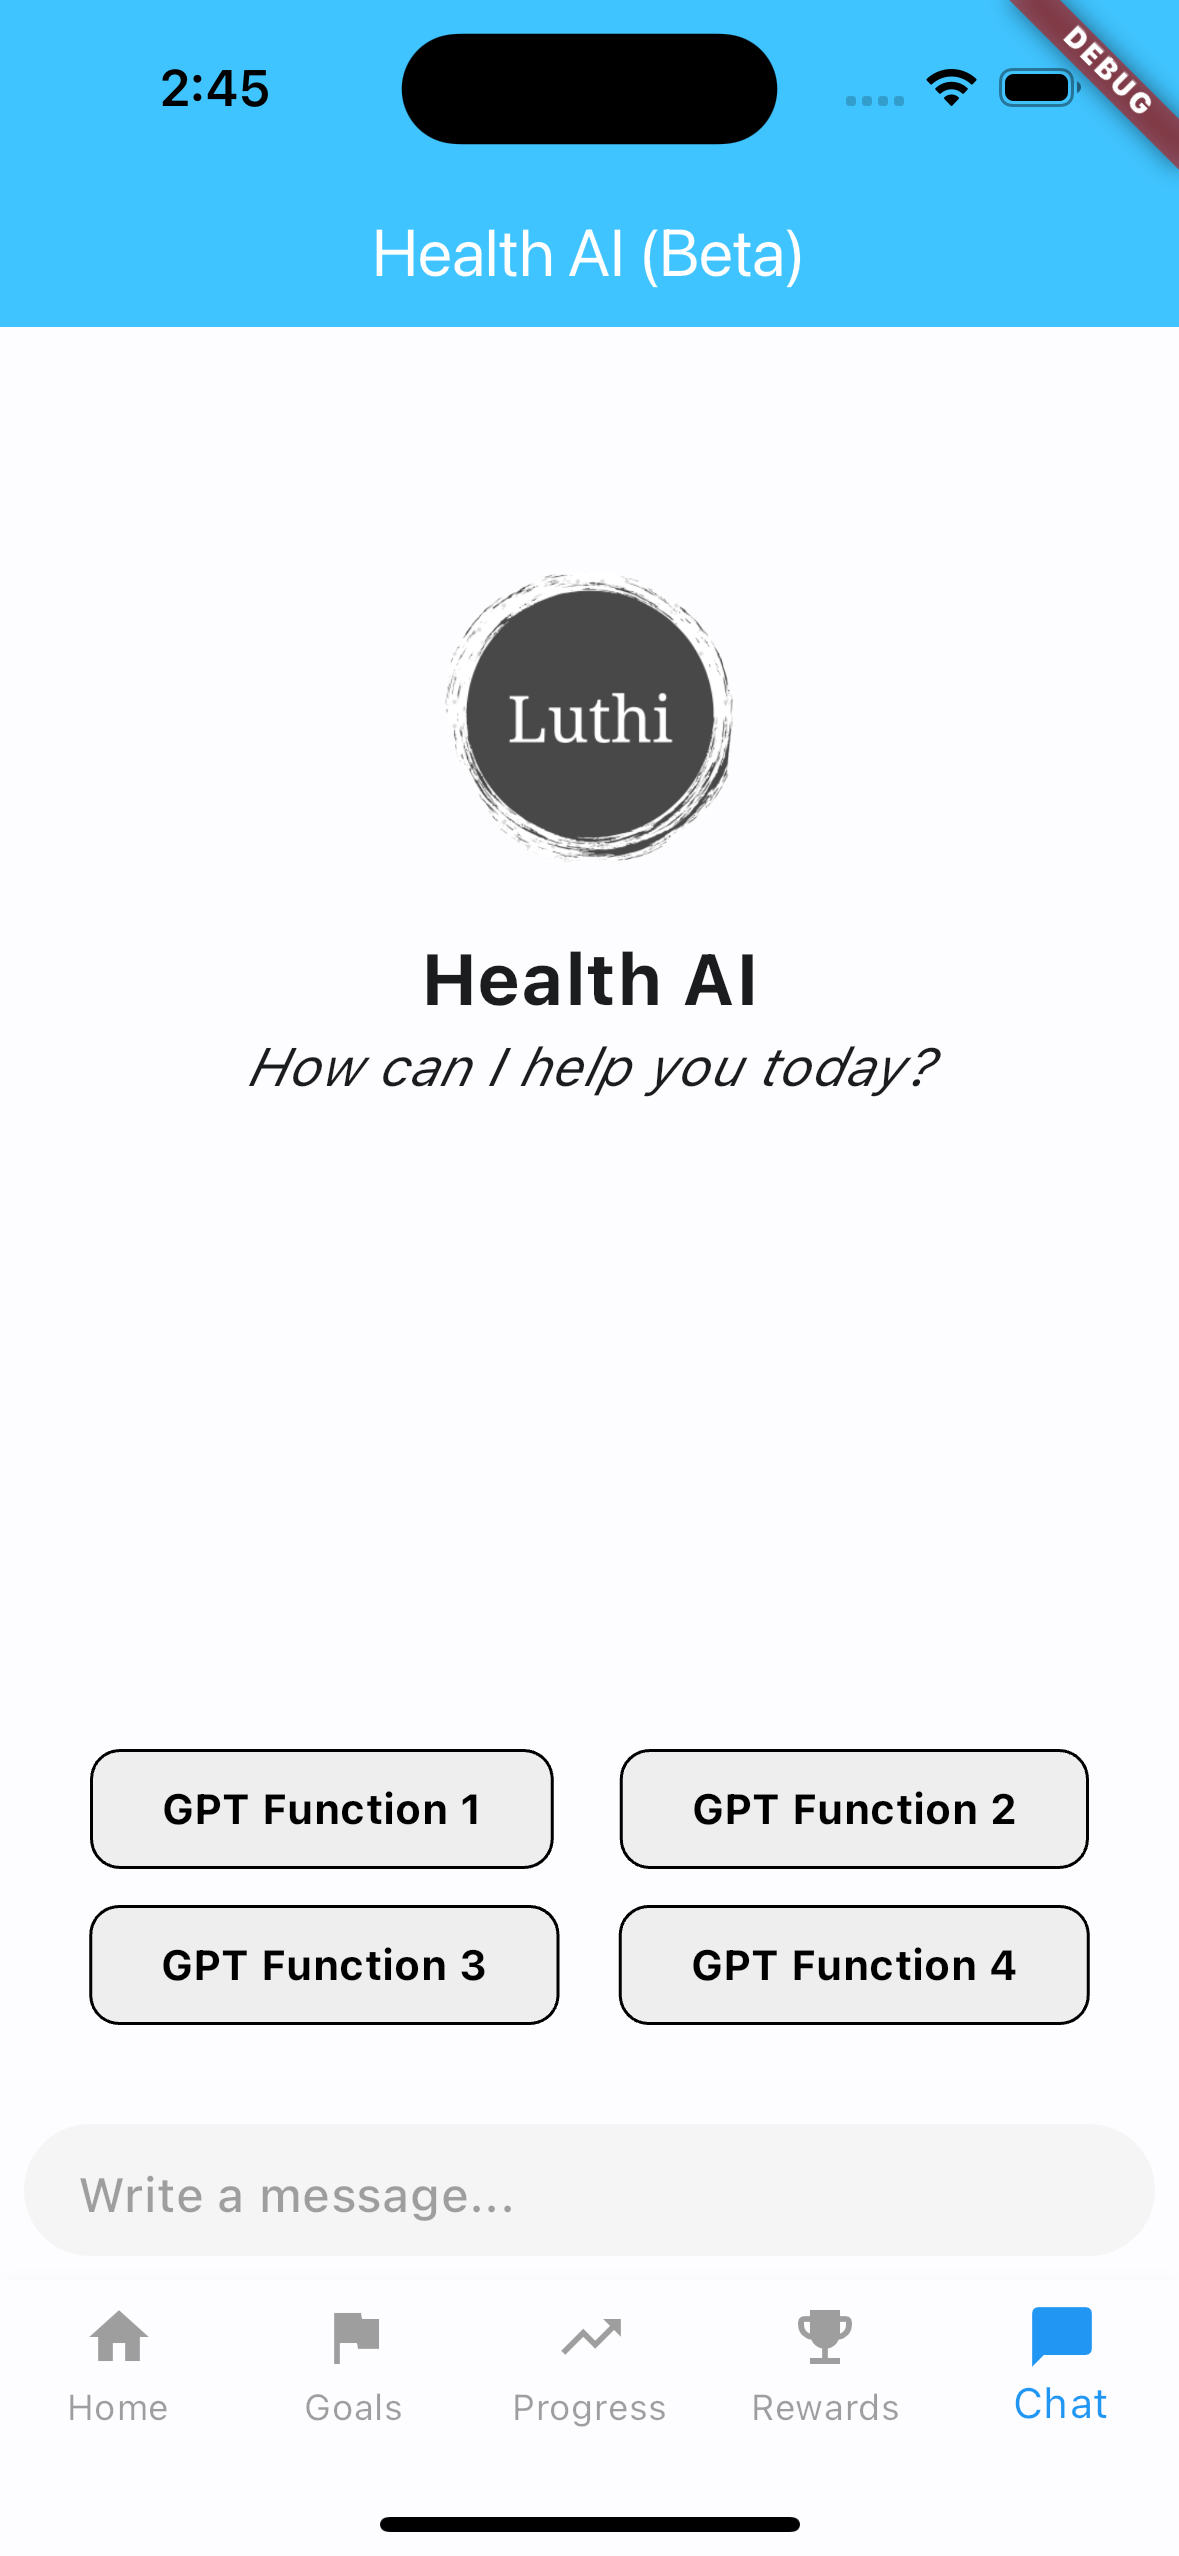 2:45
DEBUG
Health AI (Beta)
Luthi
Health AI
How can I help you today?
GPT Function 1
GPT Function 2
GPT Function 3
GPT Function 4
Write a message...
Home
Goals
Progress
Rewards
Chat